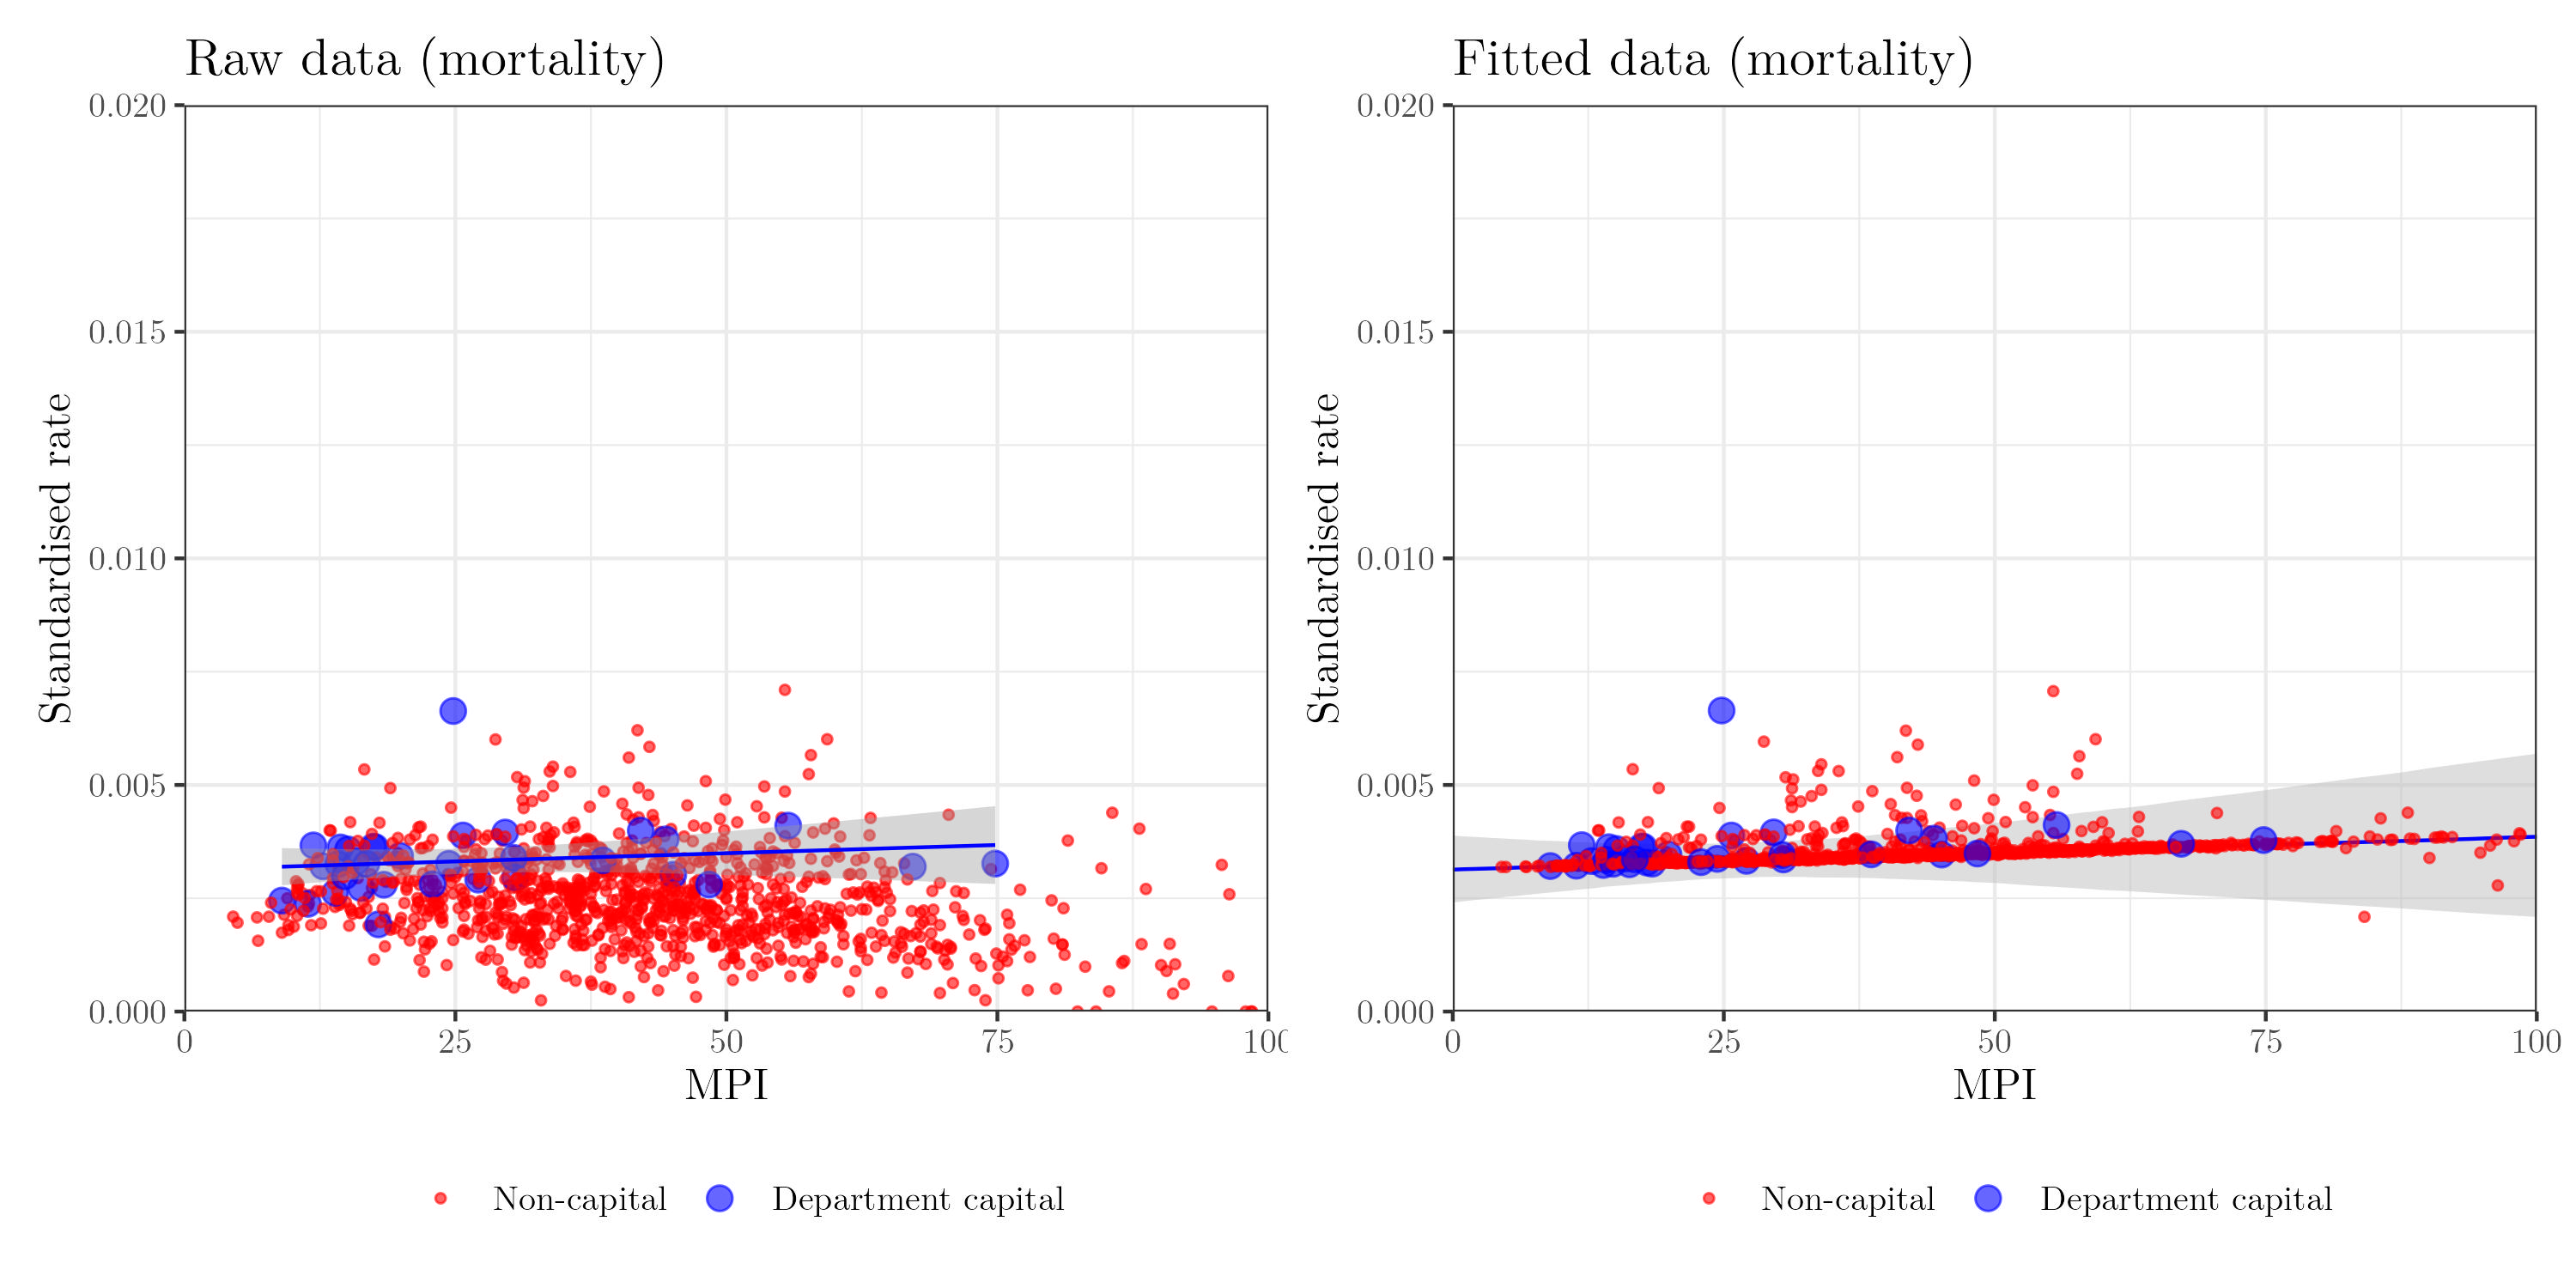 Raw data (mortality)
0.020
0.015
0.010
0.005
0.000
Standardised rate
0 25 50 75 100
MPI
Non-capital Department capital
Fitted data (mortality)
0.020
0.015
0.010
0.005
0.000
Standardised rate
0 25 50 75 100
MPI
Non-capital Department capital